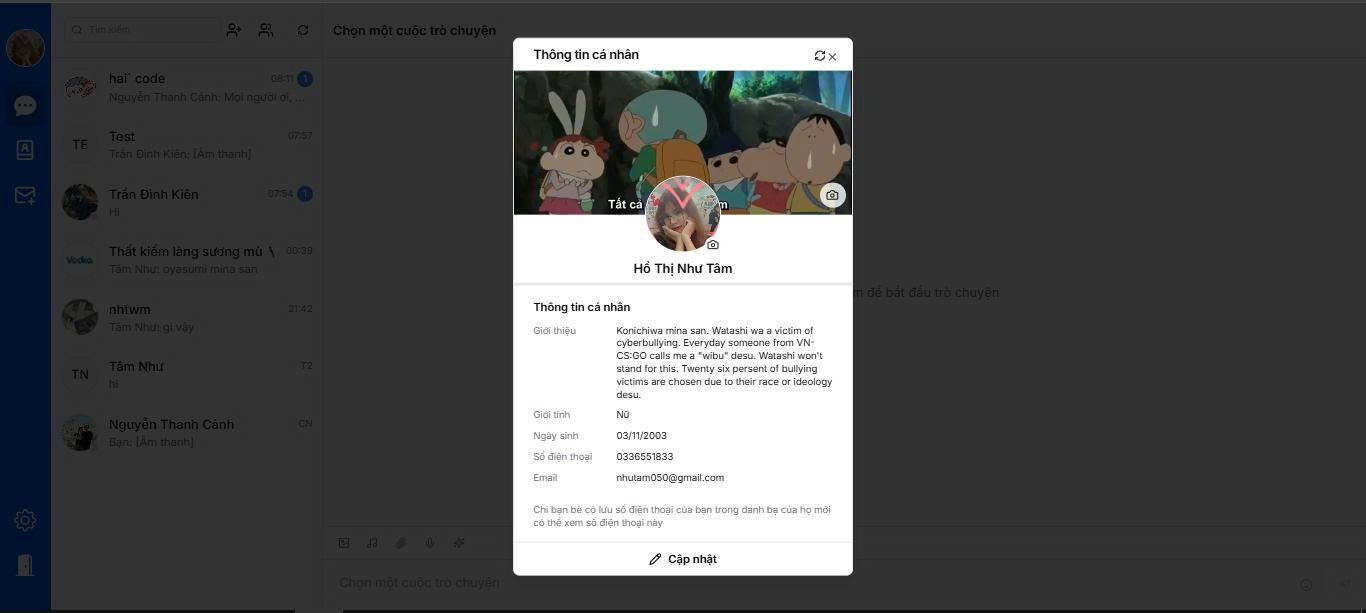 Tìm kiếm
Chọn một cuộc trò chuyện
hai` code
08:11
1
Nguyễn Thanh Cảnh: Mọi người ơi, ...
TE
Test
07:57
Trần Đình Kiên: [Âm thanh]
Trần Đình Kiên
07:54
1
Hi
Vodka
Thất kiếm làng sương mù
00:39
Tâm Như: oyasumi mina san
nhtwm
21:42
Tâm Như: gì vậy
TN
Tâm Như
T2
hi
Nguyễn Thanh Cảnh
CN
Bạn: [Âm thanh]
Thông tin cá nhân
Tất cả
Hồ Thị Như Tâm
Thông tin cá nhân
Giới thiệu
Konichiwa mina san. Watashi wa a victim of
cyberbullying. Everyday someone from VN-
CS:GO calls me a "wibu" desu. Watashi won't
stand for this. Twenty six persent of bullying
victims are chosen due to their race or ideology
desu.
Giới tính
Nữ
Ngày sinh
03/11/2003
Số điện thoại
0336551833
Email
nhutam050@gmail.com
Chỉ bạn bè có lưu số điện thoại của bạn trong danh bạ của họ mới
có thể xem số điện thoại này
Cập nhật
để bắt đầu trò chuyện
Chọn một cuộc trò chuyện